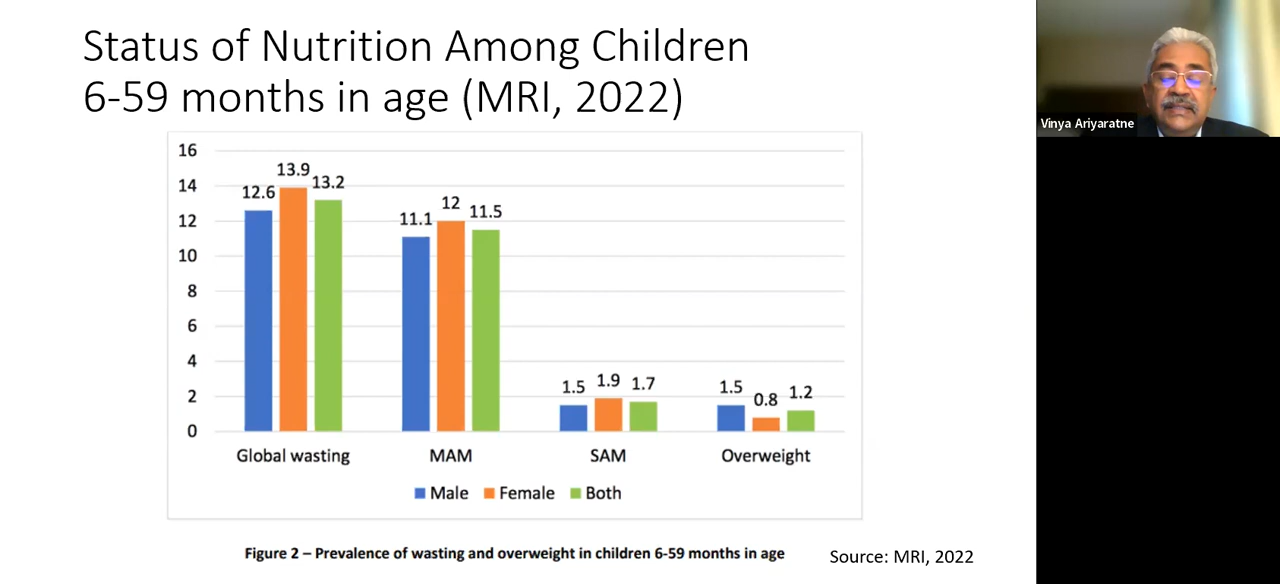 Status of Nutrition Among Children
6-59 months in age (MRI, 2022)
Vinya Ariyaratne
16
14
12
10
8
6
4
2
0
12.6
13.9
13.2
11.1
12
11.5
1.5
1.9
1.7
1.5
0.8
1.2
Global wasting
MAM
SAM
Overweight
Male Female Both
Figure 2 – Prevalence of wasting and overweight in children 6-59 months in age
Source: MRI, 2022